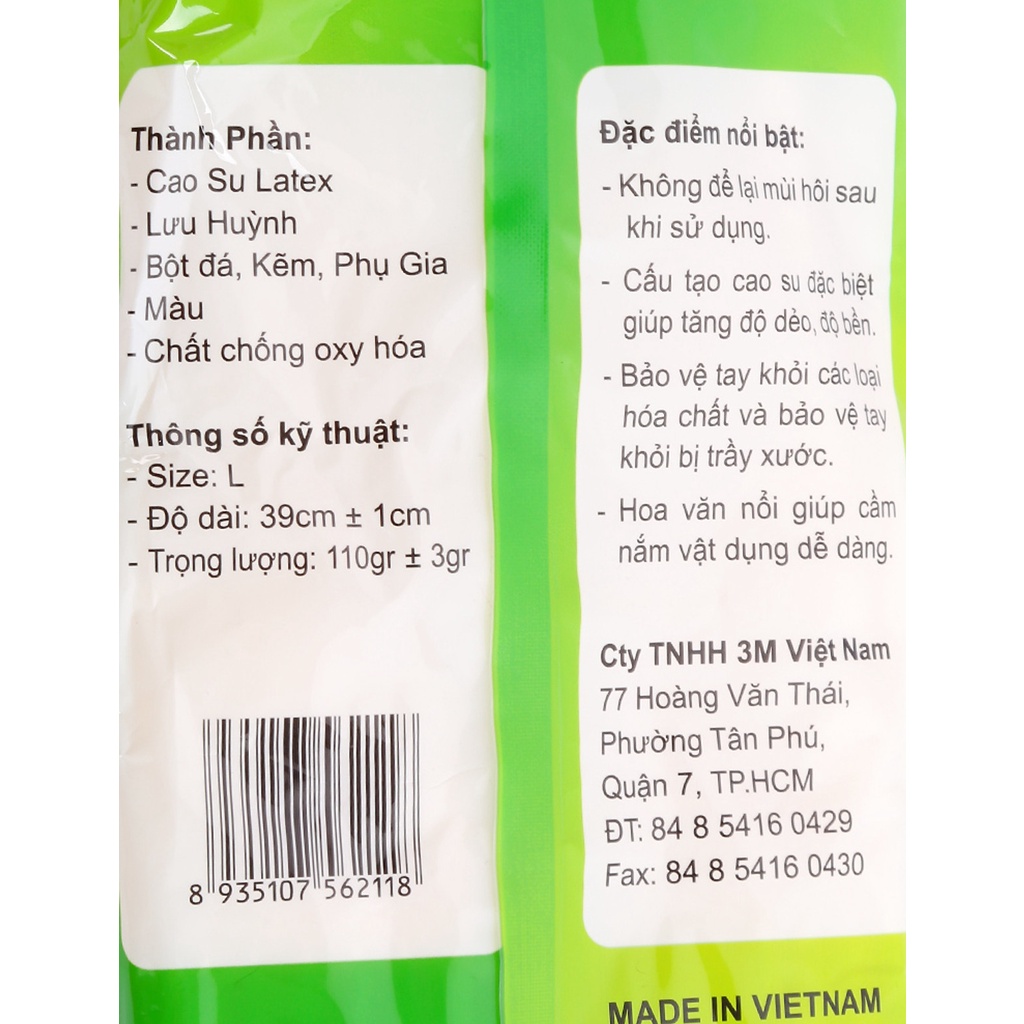 Thành Phần:
- Cao Su Latex
- Lưu Huỳnh
- Bột đá, Kẽm, Phụ Gia
- Màu
- Chất chống oxy hóa
Thông số kỹ thuật:
- Size: L
- Độ dài: 39cm ± 1cm
- Trọng lượng: 110gr ± 3gr
8 935107 562118
Đặc điểm nổi bật:
- Không để lại mùi hôi sau
khi sử dụng.
- Cấu tạo cao su đặc biệt
giúp tăng độ dẻo, độ bền.
- Bảo vệ tay khỏi các loại
hóa chất và bảo vệ tay
khỏi bị trầy xước.
- Hoa văn nổi giúp cầm
nắm vật dụng dễ dàng.
Cty TNHH 3M Việt Nam
77 Hoàng Văn Thái,
Phường Tân Phú,
Quận 7, TP.HCM
ĐT: 84 8 5416 0429
Fax: 84 8 5416 0430
MADE IN VIETNAM